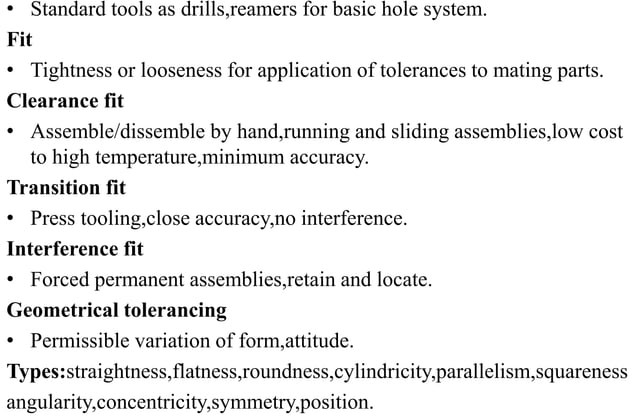 • Standard tools as drills,reamers for basic hole system.
Fit
• Tightness or looseness for application of tolerances to mating parts.
Clearance fit
• Assemble/dissemble by hand,running and sliding assemblies,low cost
to high temperature,minimum accuracy.
Transition fit
• Press tooling,close accuracy,no interference.
Interference fit
• Forced permanent assemblies,retain and locate.
Geometrical tolerancing
• Permissible variation of form,attitude.
Types:straightness,flatness,roundness,cylindricity,parallelism,squareness
angularity,concentricity,symmetry,position.